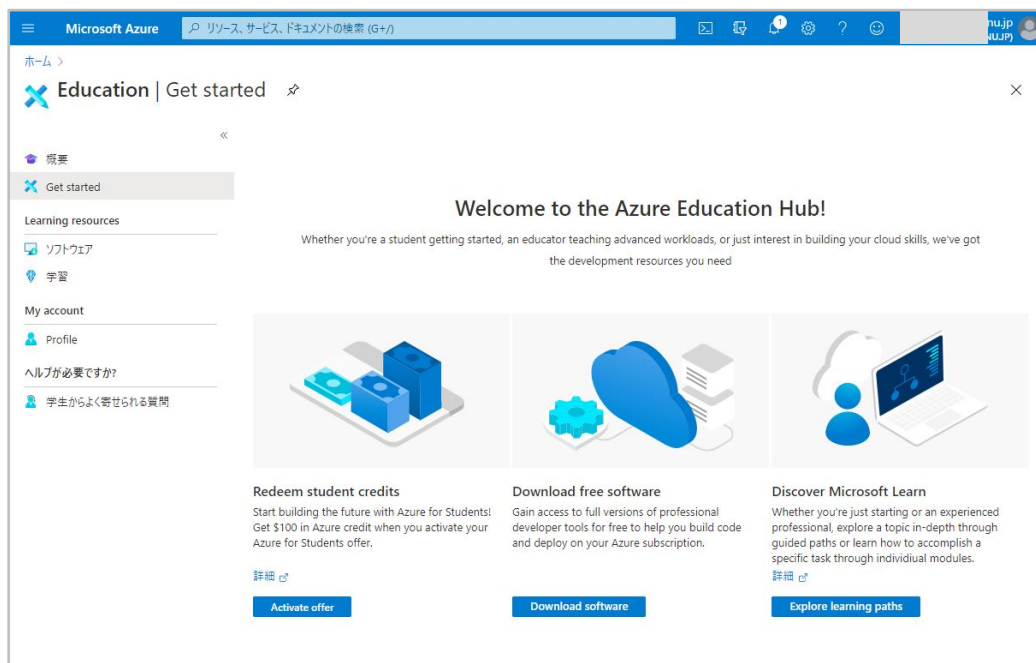 Microsoft Azure
リソース、サービス、ドキュメントの検索 (G+/)
1
nu.jp
NU.JP)
ホーム >
Education | Get started
«
概要
Get started
Learning resources
ソフトウェア
学習
My account
Profile
ヘルプが必要ですか?
学生からよく寄せられる質問
Welcome to the Azure Education Hub!
Whether you're a student getting started, an educator teaching advanced workloads, or just interest in building your cloud skills, we've got
the development resources you need
Redeem student credits
Start building the future with Azure for Students!
Get $100 in Azure credit when you activate your
Azure for Students offer.
詳細
Activate offer
Download free software
Gain access to full versions of professional
developer tools for free to help you build code
and deploy on your Azure subscription.
Download software
Discover Microsoft Learn
Whether you're just starting or an experienced
professional, explore a topic in-depth through
guided paths or learn how to accomplish a
specific task through individiual modules.
詳細
Explore learning paths